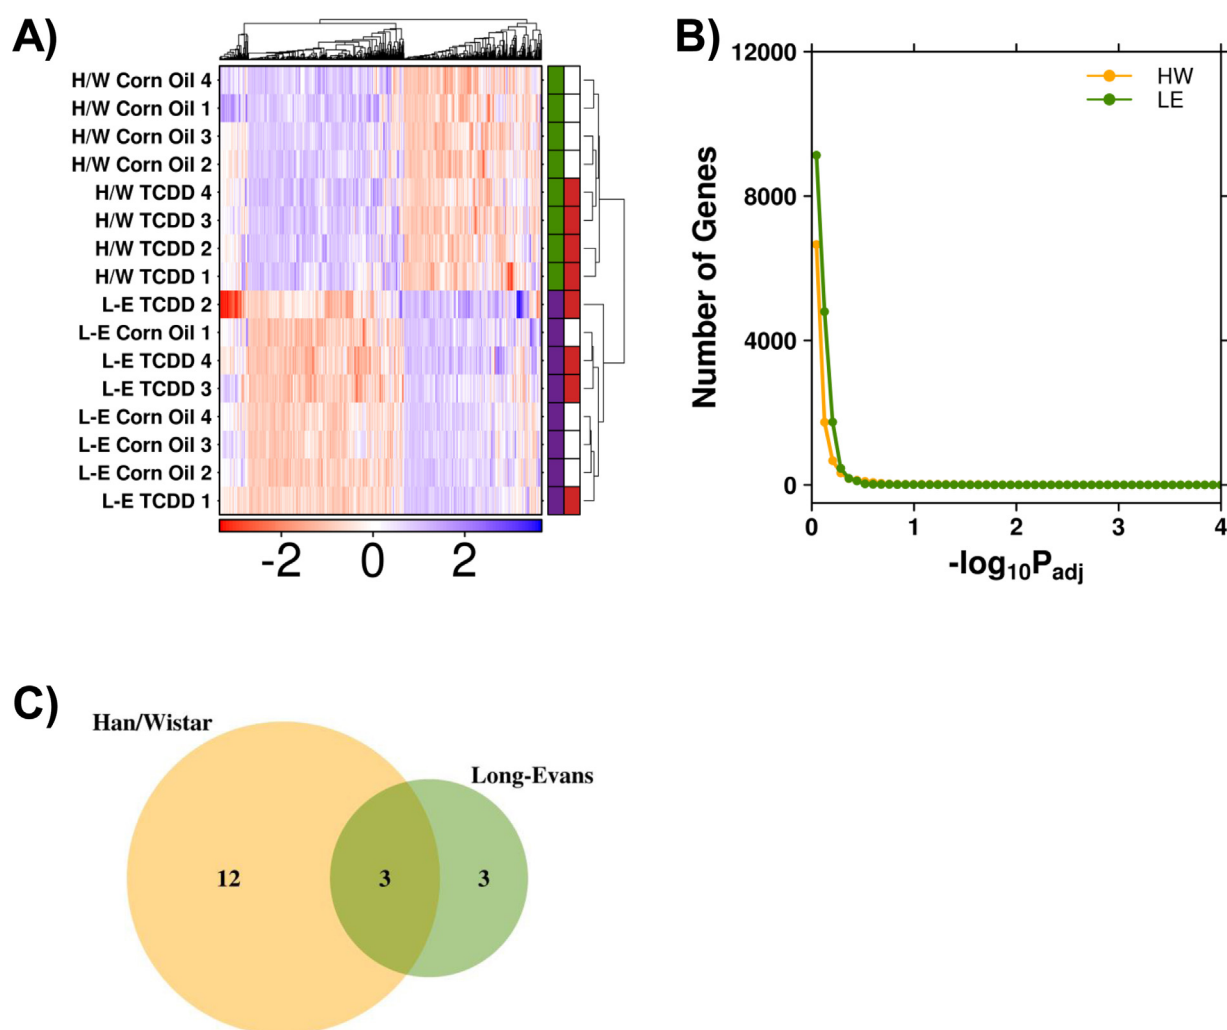 A)
H/W Corn Oil 4
H/W Corn Oil 1
H/W Corn Oil 3
H/W Corn Oil 2
H/W TCDD 4
H/W TCDD 3
H/W TCDD 2
H/W TCDD 1
L-E TCDD 2
L-E Corn Oil 1
L-E TCDD 4
L-E TCDD 3
L-E Corn Oil 4
L-E Corn Oil 3
L-E Corn Oil 2
L-E TCDD 1
-2 0 2
B)
12000
8000
4000
0
Number of Genes
HW
LE
0 1 2 3 4
-log10Padj
C)
Han/Wistar
Long-Evans
12 3 3